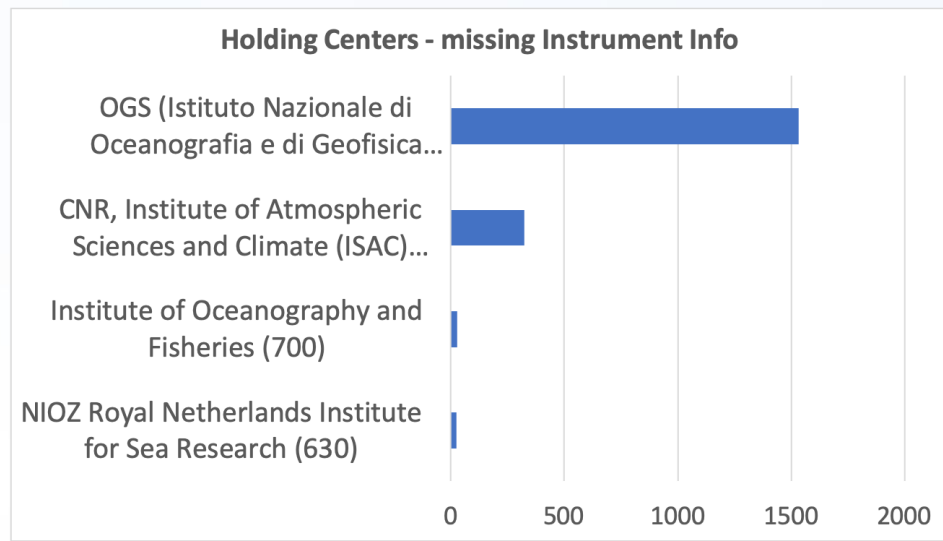 Holding Centers - missing Instrument Info
OGS (Istituto Nazionale di
Oceanografia e di Geofisica...
CNR, Institute of Atmospheric
Sciences and Climate (ISAC)...
Institute of Oceanography and
Fisheries (700)
NIOZ Royal Netherlands Institute
for Sea Research (630)
0 500 1000 1500 2000